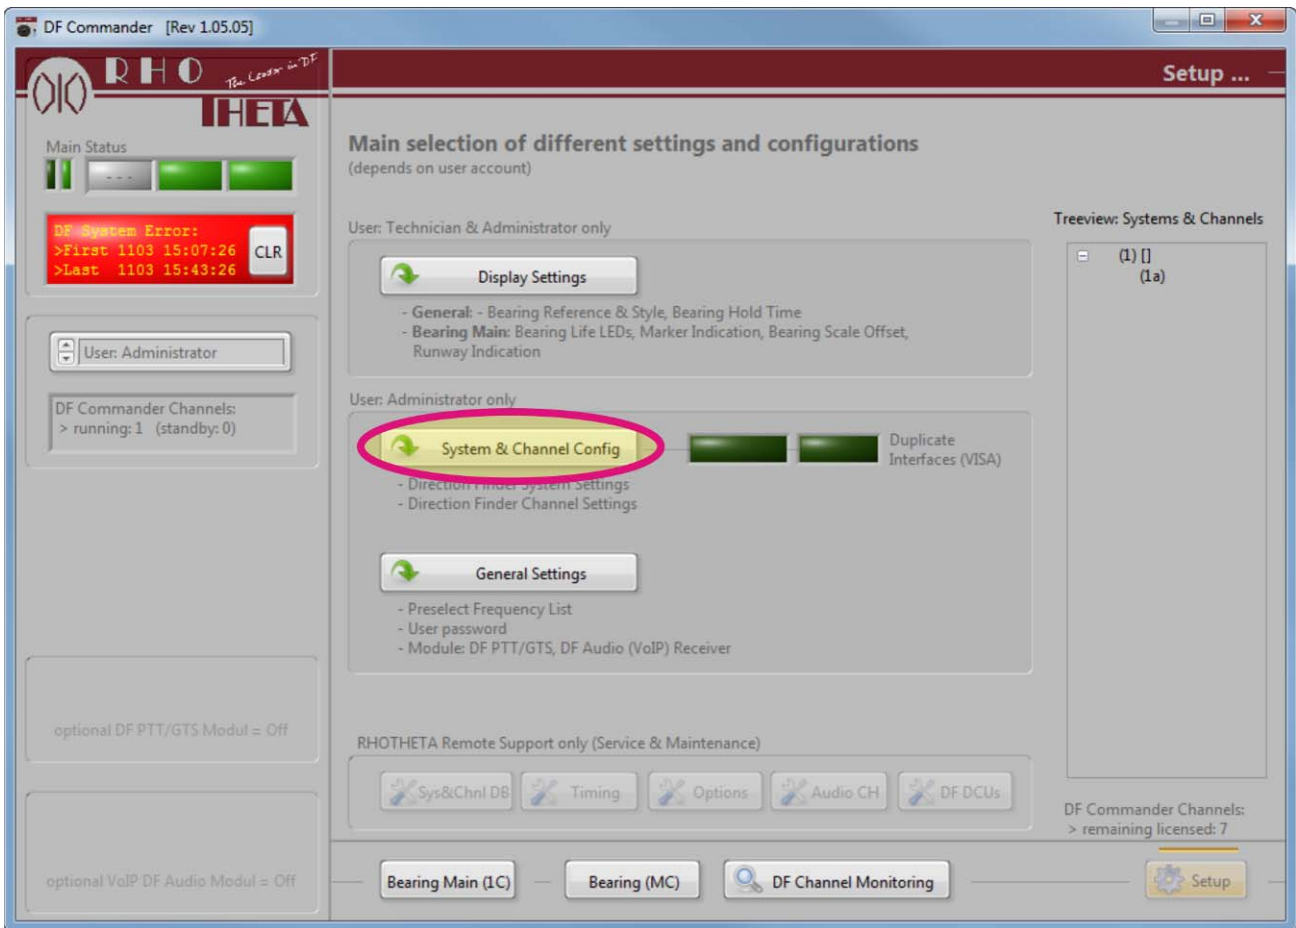 DF Commander [Rev 1.05.05]
RHO
The Leader in DF
THETA
Setup ...
Main Status
- - -
DF System Error:
>First 1103 15:07:26
>Last 1103 15:43:26
CLR
User: Administrator
DF Commander Channels:
> running: 1 (standby: 0)
optional DF PTT/GTS Modul = Off
optional VoIP DF Audio Modul = Off
Main selection of different settings and configurations
(depends on user account)
User: Technician & Administrator only
Display Settings
- General: - Bearing Reference & Style, Bearing Hold Time
- Bearing Main: Bearing Life LEDs, Marker Indication, Bearing Scale Offset,
Runway Indication
User: Administrator only
System & Channel Config
Duplicate
Interfaces (VISA)
- Direction Finder System Settings
- Direction Finder Channel Settings
General Settings
- Preselect Frequency List
- User password
- Module: DF PTT/GTS, DF Audio (VoIP) Receiver
RHOTHETA Remote Support only (Service & Maintenance)
Sys&Chnl DB
Timing
Options
Audio CH
DF DCUs
Treeview: Systems & Channels
(1) []
(1a)
DF Commander Channels:
> remaining licensed: 7
Bearing Main (1C)
Bearing (MC)
DF Channel Monitoring
Setup